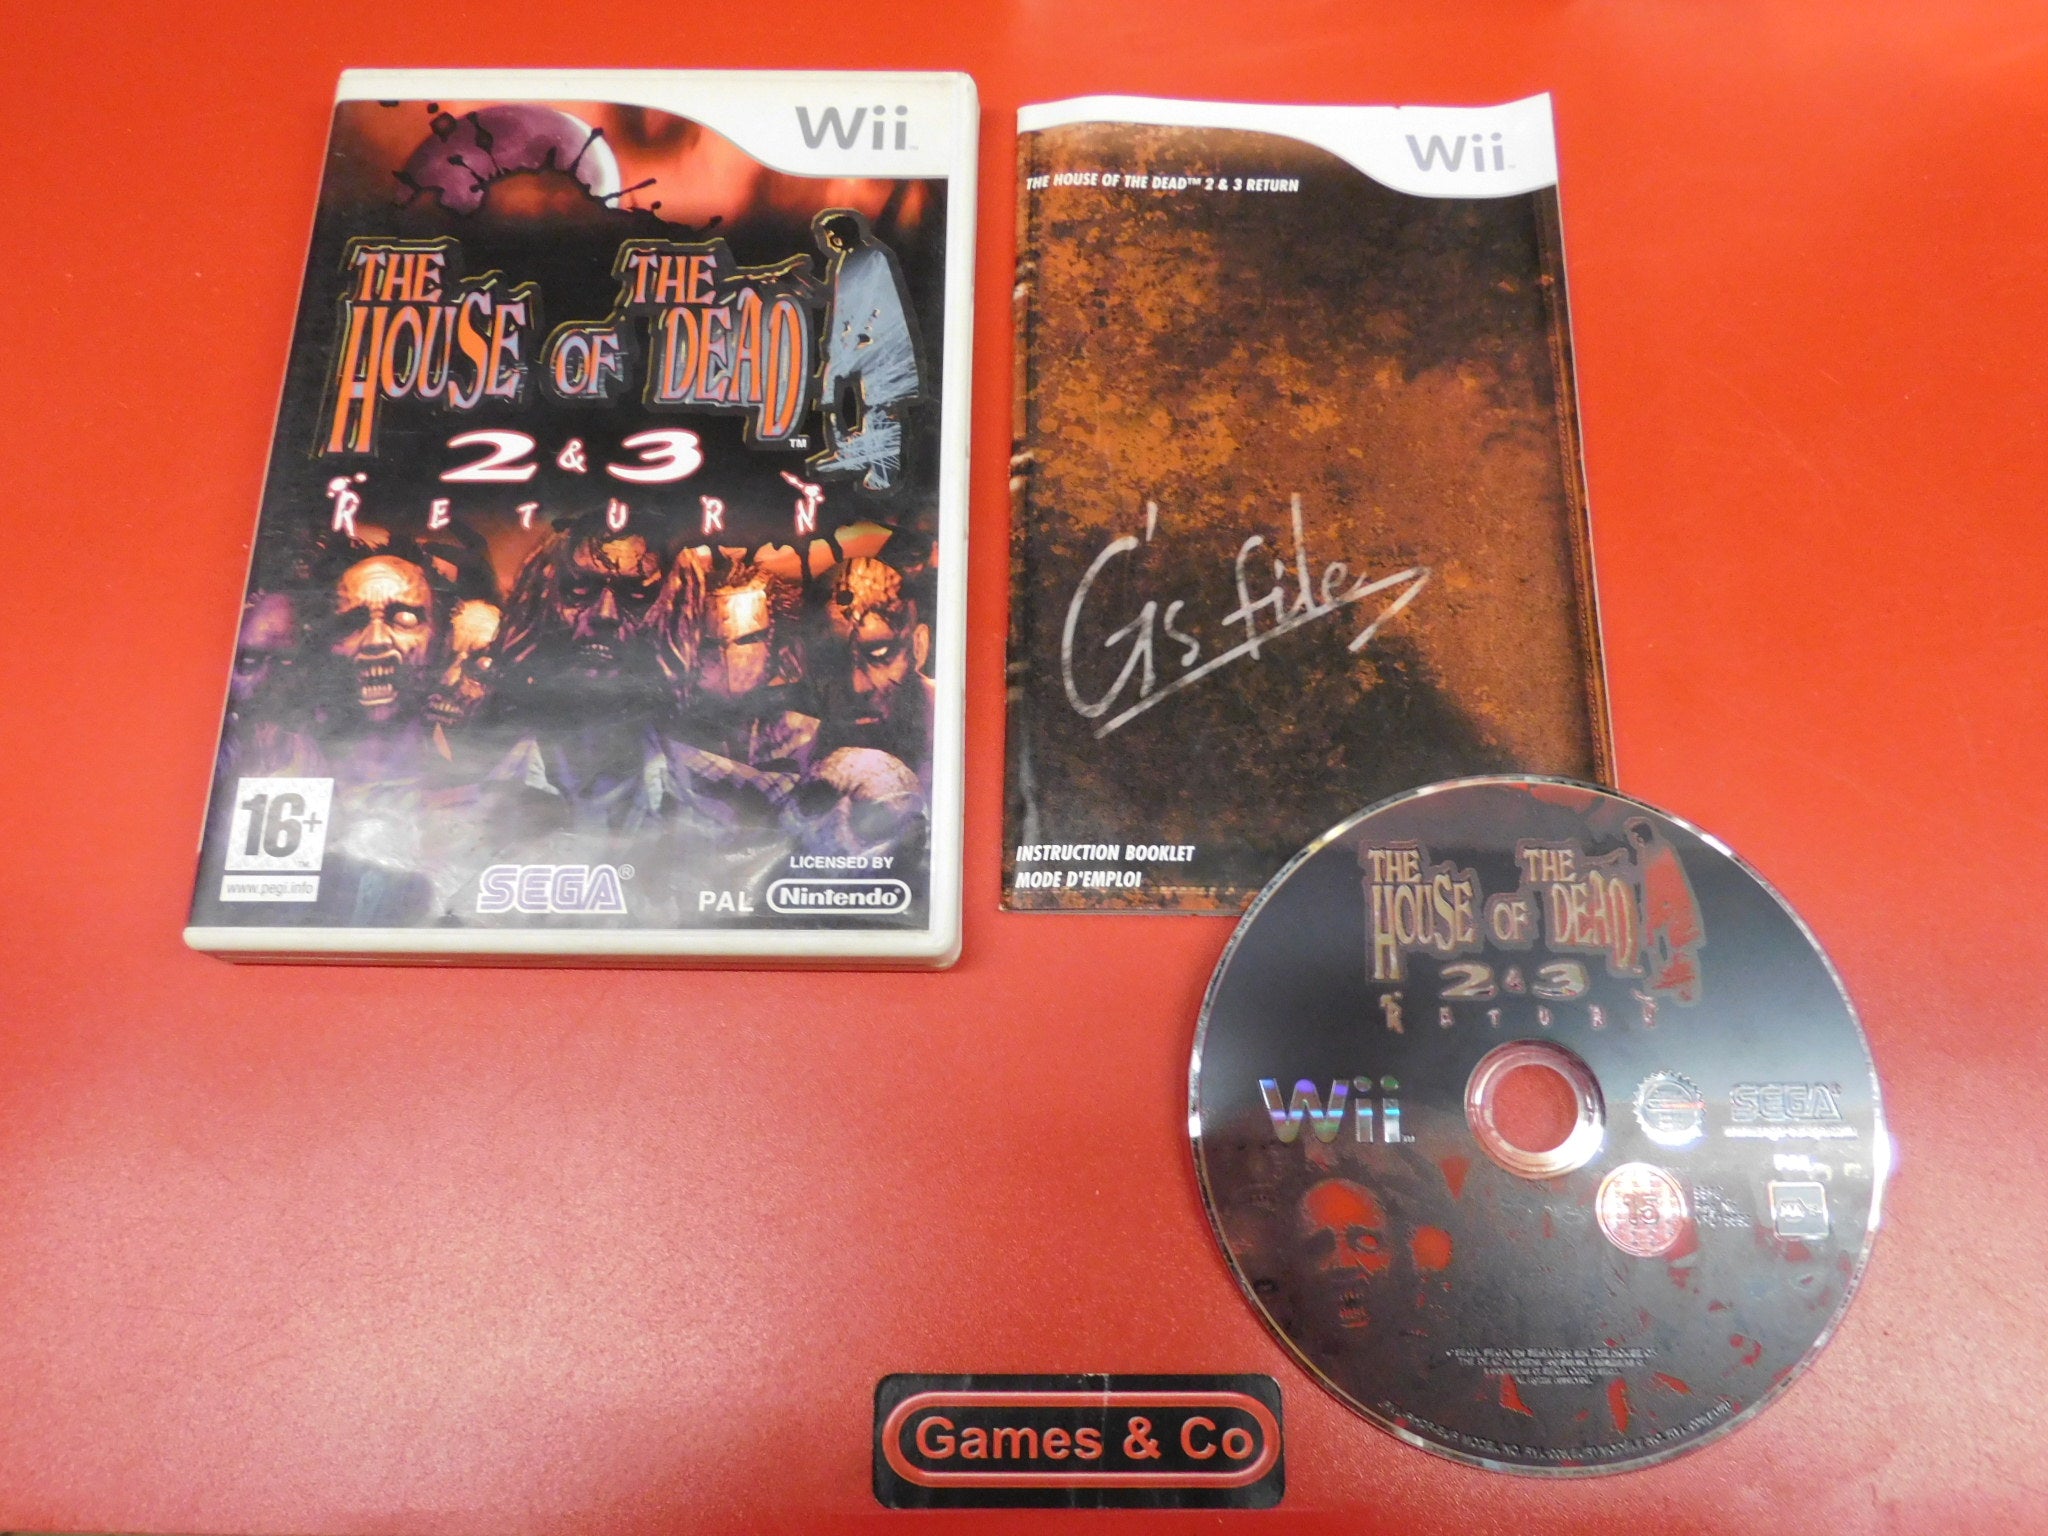 Wii
THE HOUSE OF THE DEAD™
2 & 3
RETURN
16+
www.pegi.info
SEGA®
LICENSED BY
PAL Nintendo
Wii
THE HOUSE OF THE DEAD™ 2 & 3 RETURN
G's file
INSTRUCTION BOOKLET
MODE D'EMPLOI
THE HOUSE OF THE DEAD
2 & 3
RETURN
Wii
SEGA
15
Games & Co